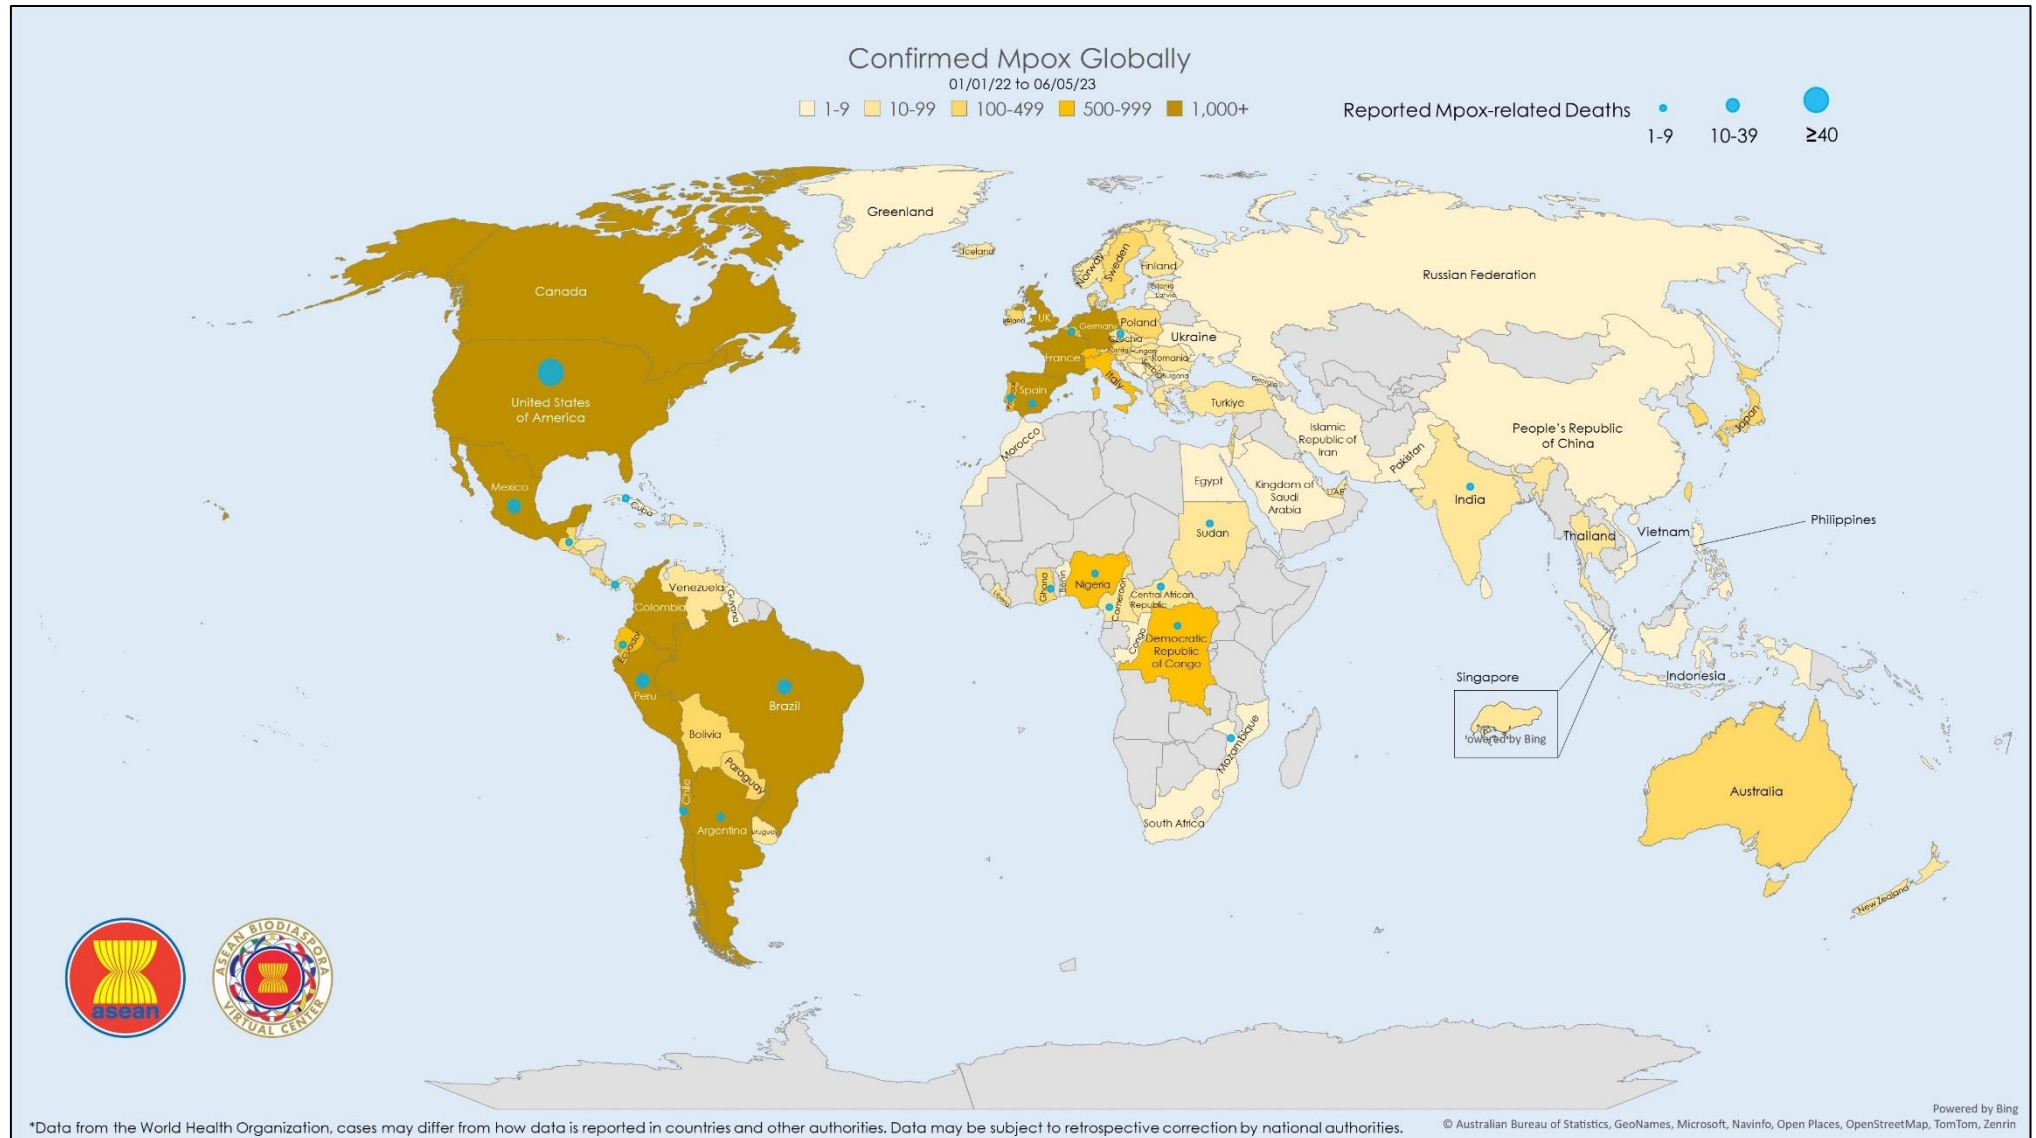 Confirmed Mpox Globally
01/01/22 to 06/05/23
1-9
10-99
100-499
500-999
1,000+
Reported Mpox-related Deaths
1-9
10-39
≥40
Greenland
Iceland
Canada
United States
of America
Mexico
Cuba
Venezuela
Guyana
Colombia
Ecuador
Peru
Brazil
Bolivia
Paraguay
Chile
Argentina
Uruguay
Norway
Sweden
Finland
Estonia
Latvia
Ireland
UK
Germany
Poland
Czechia
Ukraine
Austria
Hungary
France
Romania
Serbia
Bulgaria
Italy
Spain
Georgia
Turkiye
Russian Federation
People's Republic
of China
Japan
Islamic
Republic of
Iran
Pakistan
Morocco
Egypt
Kingdom of
Saudi
Arabia
UAE
India
Sudan
Thailand
Vietnam
Philippines
Liberia
Ghana
Benin
Nigeria
Cameroon
Central African
Republic
Congo
Democratic
Republic
of Congo
Mozambique
South Africa
Singapore
Powered by Bing
Indonesia
Australia
New Zealand
asean
ASEAN BIODIASPORA
VIRTUAL CENTER
Powered by Bing
*Data from the World Health Organization, cases may differ from how data is reported in countries and other authorities. Data may be subject to retrospective correction by national authorities.
© Australian Bureau of Statistics, GeoNames, Microsoft, Navinfo, Open Places, OpenStreetMap, TomTom, Zenrin